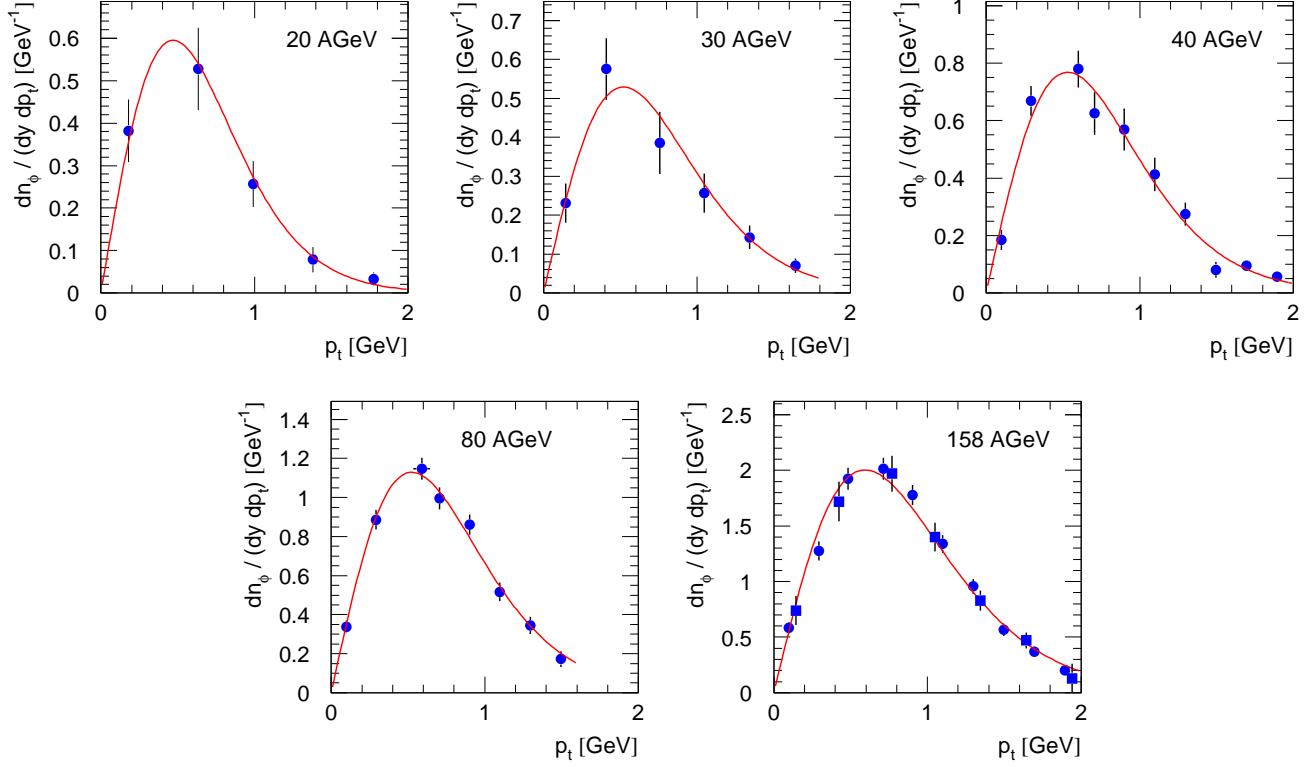 dn_ϕ / (dy dp_t) [GeV⁻¹]
20 AGeV
0.6
0.5
0.4
0.3
0.2
0.1
0
0 1 2
p_t [GeV]
dn_ϕ / (dy dp_t) [GeV⁻¹]
30 AGeV
0.7
0.6
0.5
0.4
0.3
0.2
0.1
0
0 1 2
p_t [GeV]
dn_ϕ / (dy dp_t) [GeV⁻¹]
40 AGeV
1
0.8
0.6
0.4
0.2
0
0 1 2
p_t [GeV]
dn_ϕ / (dy dp_t) [GeV⁻¹]
80 AGeV
1.4
1.2
1
0.8
0.6
0.4
0.2
0
0 1 2
p_t [GeV]
dn_ϕ / (dy dp_t) [GeV⁻¹]
158 AGeV
2.5
2
1.5
1
0.5
0
0 1 2
p_t [GeV]